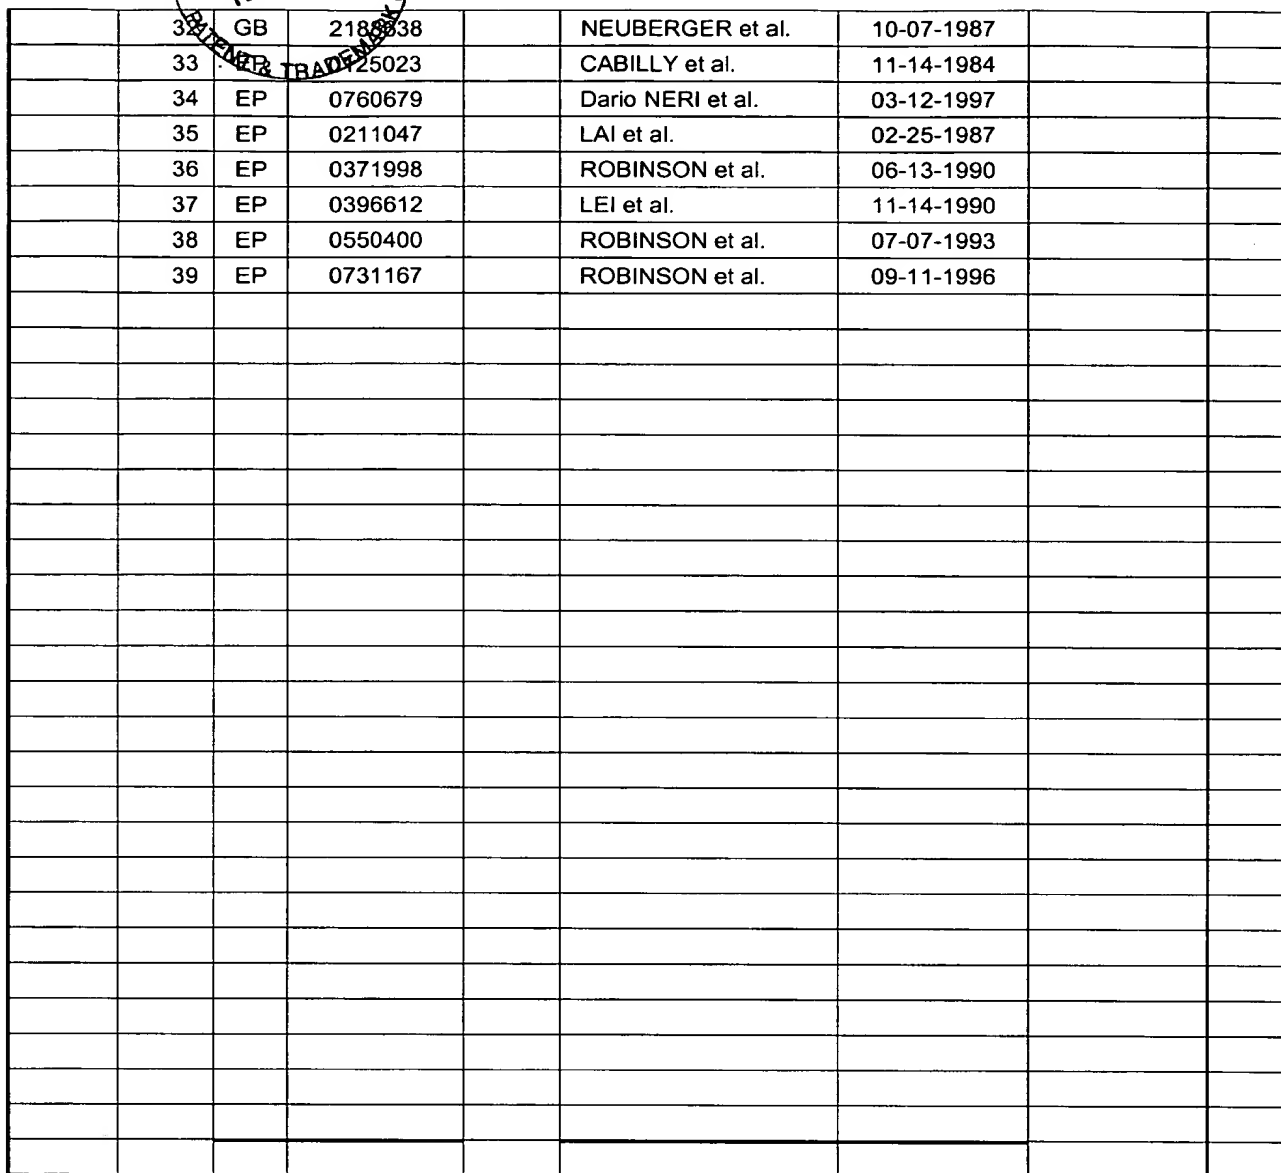 32 GB 2188638 NEUBERGER et al. 10-07-1987
33 EP 0125023 CABILLY et al. 11-14-1984
PATENT & TRADEMARK
34 EP 0760679 Dario NERI et al. 03-12-1997
35 EP 0211047 LAI et al. 02-25-1987
36 EP 0371998 ROBINSON et al. 06-13-1990
37 EP 0396612 LEI et al. 11-14-1990
38 EP 0550400 ROBINSON et al. 07-07-1993
39 EP 0731167 ROBINSON et al. 09-11-1996